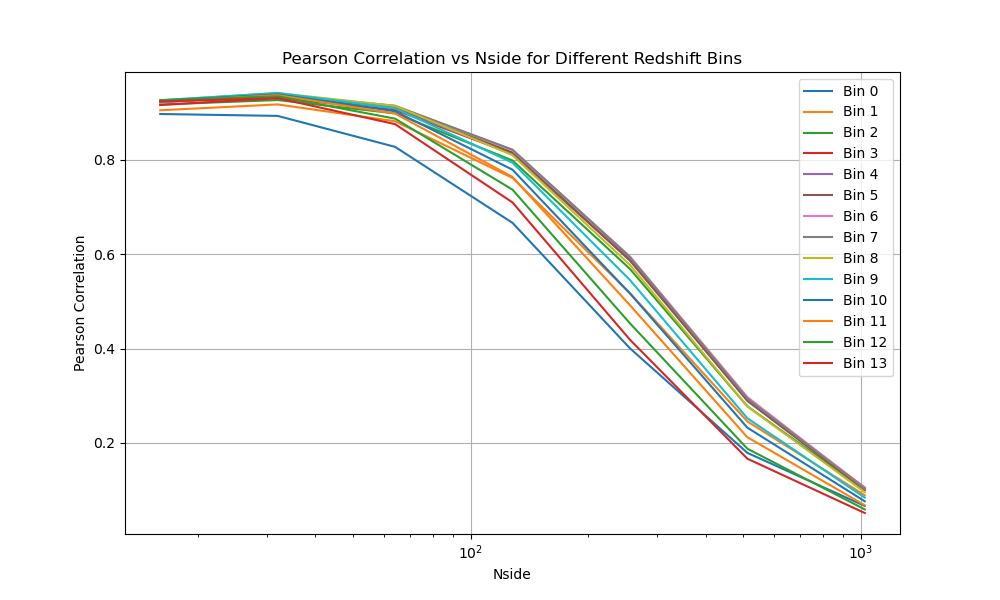 Pearson Correlation vs Nside for Different Redshift Bins
Pearson Correlation
0.8
0.6
0.4
0.2
10²
10³
Nside
Bin 0
Bin 1
Bin 2
Bin 3
Bin 4
Bin 5
Bin 6
Bin 7
Bin 8
Bin 9
Bin 10
Bin 11
Bin 12
Bin 13